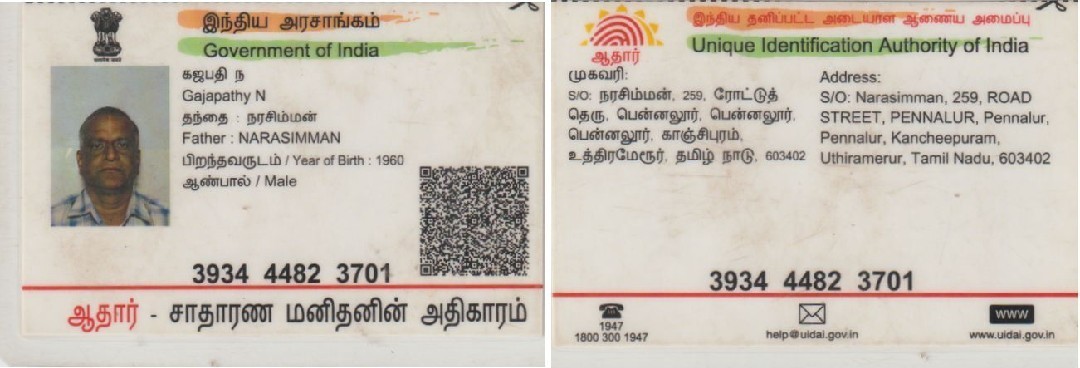 இந்திய அரசாங்கம்
Government of India
கஜபதி ந
Gajapathy N
தந்தை : நரசிம்மன்
Father : NARASIMMAN
பிறந்தவருடம் / Year of Birth : 1960
ஆண்பால் / Male
3934 4482 3701
ஆதார் - சாதாரண மனிதனின் அதிகாரம்
இந்திய தனிப்பட்ட அடையாள ஆணைய அமைப்பு
Unique Identification Authority of India
ஆதார்
முகவரி:
S/O: நரசிம்மன், 259, ரோட்டுத்
தெரு, பென்னலூர், பென்னலூர்,
பென்னலூர், காஞ்சிபுரம்,
உத்திரமேரூர், தமிழ் நாடு, 603402
Address:
S/O: Narasimman, 259, ROAD
STREET, PENNALUR, Pennalur,
Pennalur, Kancheepuram,
Uthiramerur, Tamil Nadu, 603402
3934 4482 3701
1947
1800 300 1947
help@uidai.gov.in
www
www.uidai.gov.in